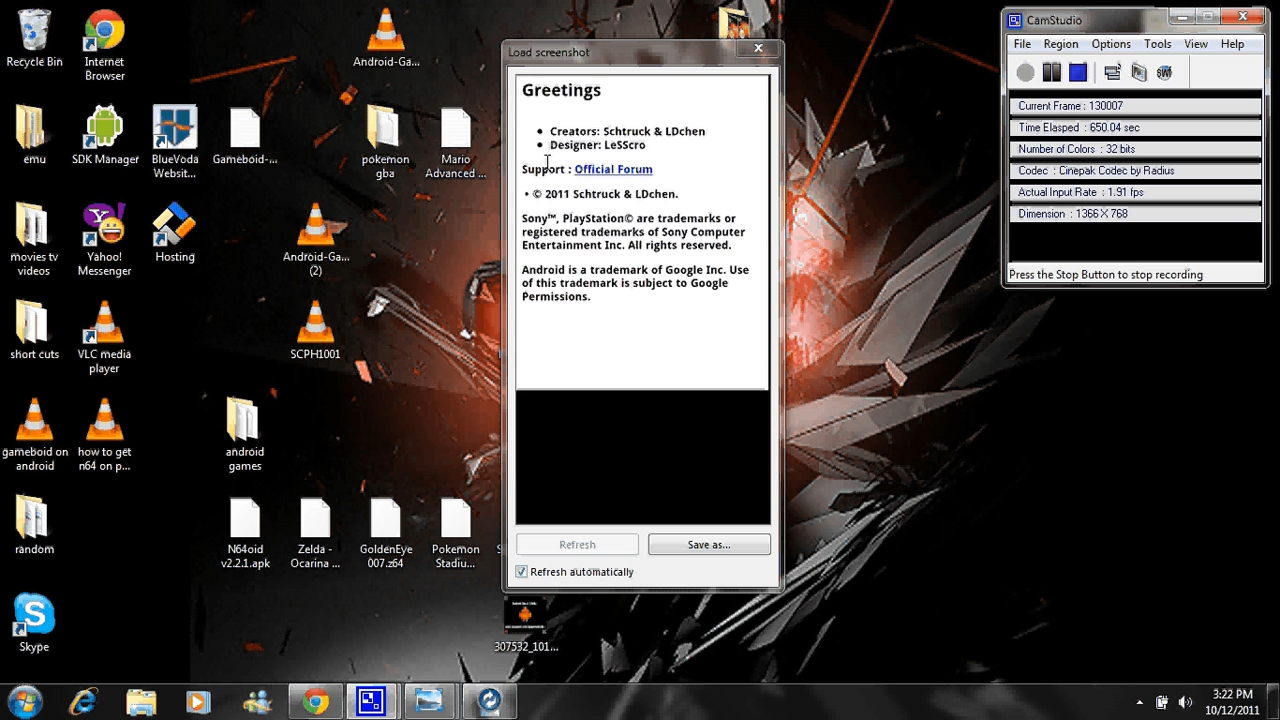 Recycle Bin
Internet
Browser
Android-Ga...
emu
SDK Manager
BlueVoda
Websit...
Gameboid-...
pokemon
gba
Mario
Advanced ...
movies tv
videos
Yahoo!
Messenger
Hosting
Android-Ga...
(2)
short cuts
VLC media
player
SCPH1001
gameboid on
android
how to get
n64 on p...
android
games
random
N64oid
v2.2.1.apk
Zelda -
Ocarina ...
GoldenEye
007.z64
Pokemon
Stadiu...
Skype
307532_101...
Load screenshot
Greetings
• Creators: Schtruck & LDchen
• Designer: LeSScro
Support : Official Forum
• © 2011 Schtruck & LDchen.
Sony™, PlayStation© are trademarks or
registered trademarks of Sony Computer
Entertainment Inc. All rights reserved.
Android is a trademark of Google Inc. Use
of this trademark is subject to Google
Permissions.
Refresh
Save as...
Refresh automatically
CamStudio
File Region Options Tools View Help
Current Frame : 130007
Time Elasped : 650.04 sec
Number of Colors : 32 bits
Codec : Cinepak Codec by Radius
Actual Input Rate : 1.91 fps
Dimension : 1366 X 768
Press the Stop Button to stop recording
3:22 PM
10/12/2011